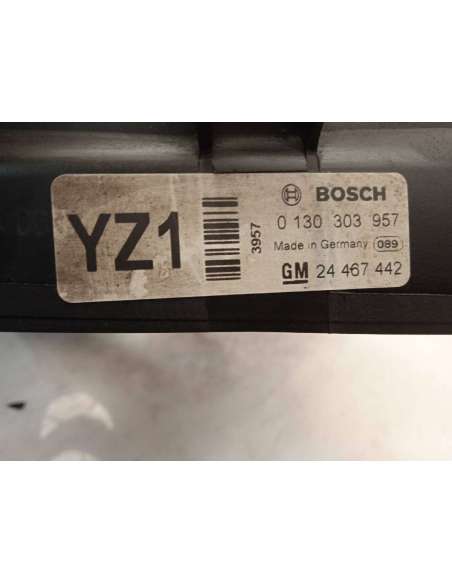 YZ1
3957
BOSCH
0 130 303 957
Made in Germany 089
GM 24 467 442